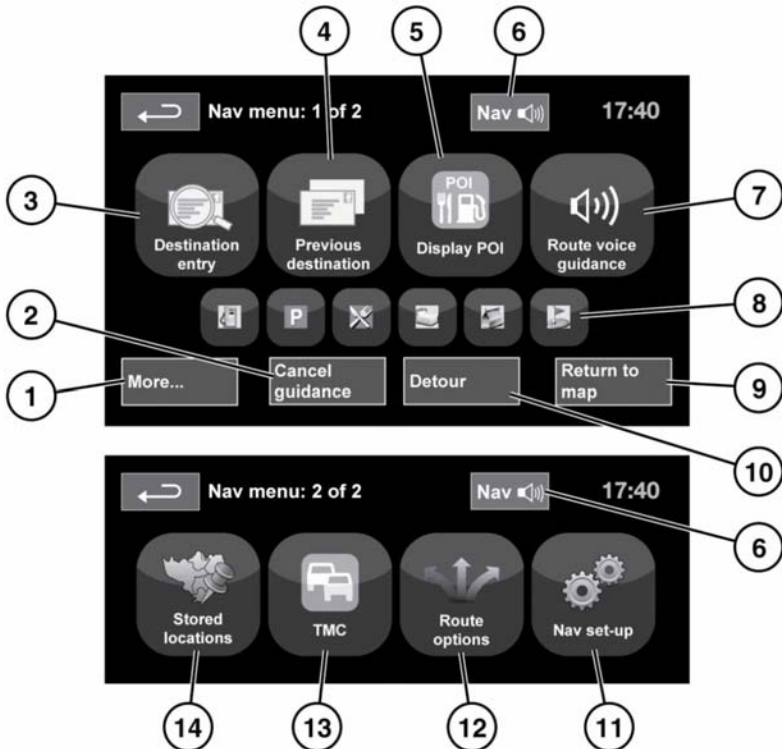 4
5
6
Nav menu: 1 of 2
Nav
17:40
3
7
POI
Destination
entry
Previous
destination
Display POI
Route voice
guidance
2
8
P
More...
Cancel
guidance
Detour
Return to
map
1
9
10
Nav menu: 2 of 2
Nav
17:40
6
Stored
locations
TMC
Route
options
Nav set-up
14
13
12
11